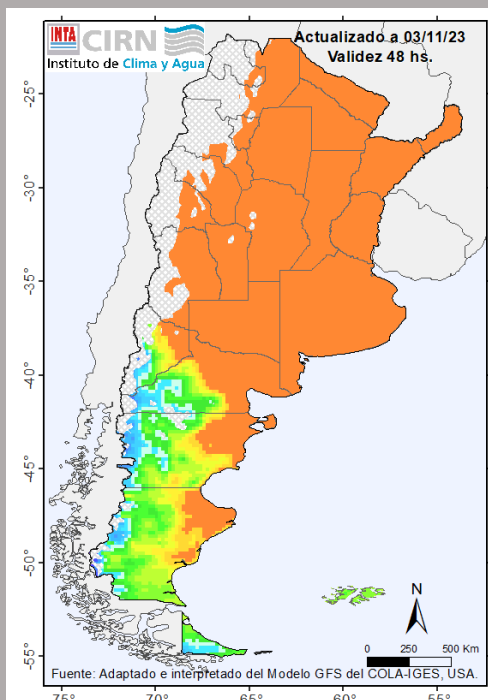 INTA CIRN
Instituto de Clima y Agua
Actualizado a 03/11/23
Validez 48 hs.
-25°
-30°
-35°
-40°
-45°
-50°
-55°
N
0 250 500 Km
Fuente: Adaptado e interpretado del Modelo GFS del COLA-IGES, USA.
-75° -70° -65° -60° -55°